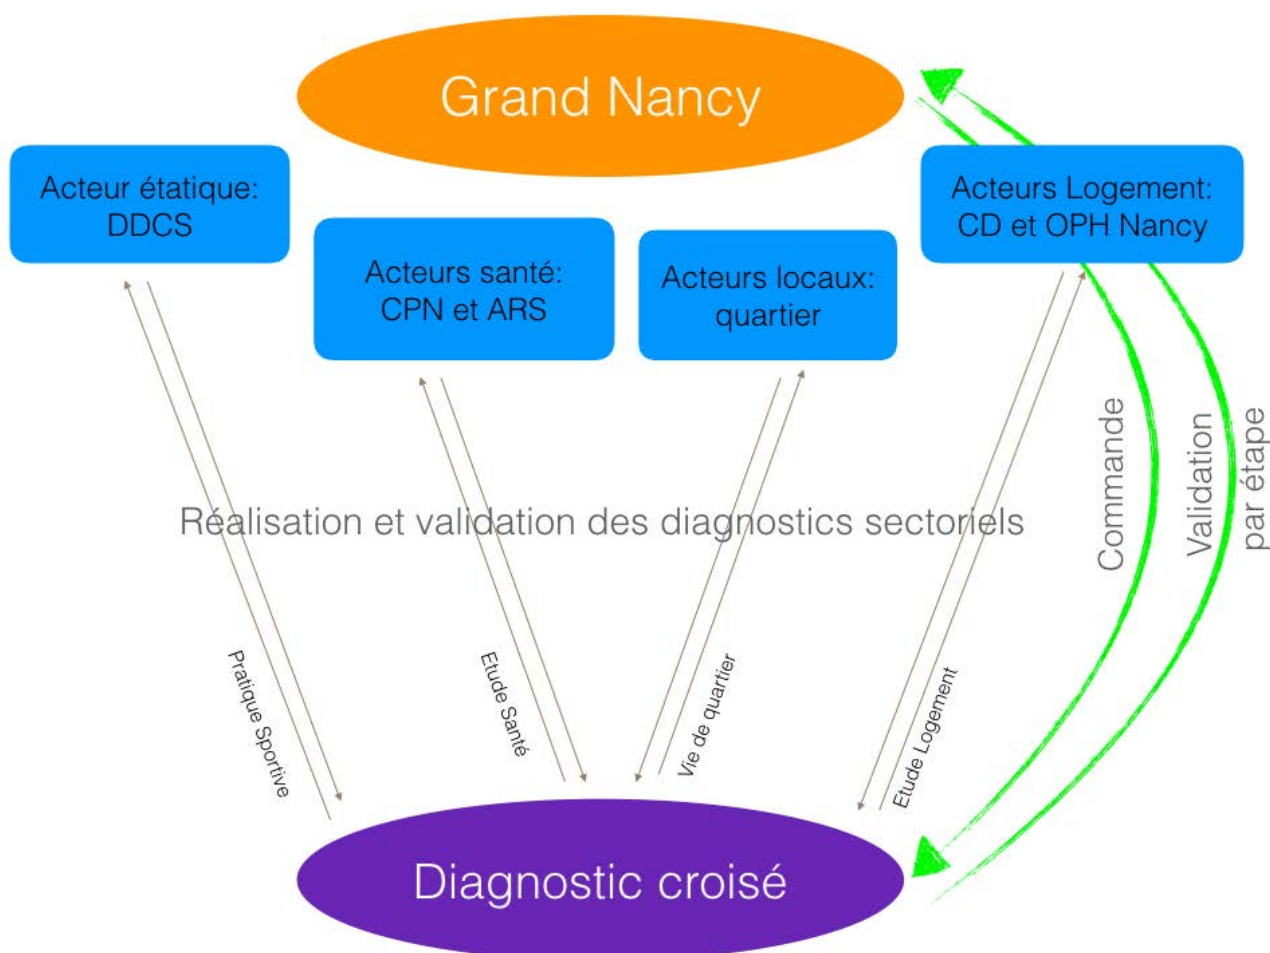 Grand Nancy
Acteur étatique:
DDCS
Acteurs santé:
CPN et ARS
Acteurs locaux:
quartier
Acteurs Logement:
CD et OPH Nancy
Commande
Validation
par étape
Réalisation et validation des diagnostics sectoriels
Pratique Sportive
Etude Santé
Vie de quartier
Etude Logement
Diagnostic croisé